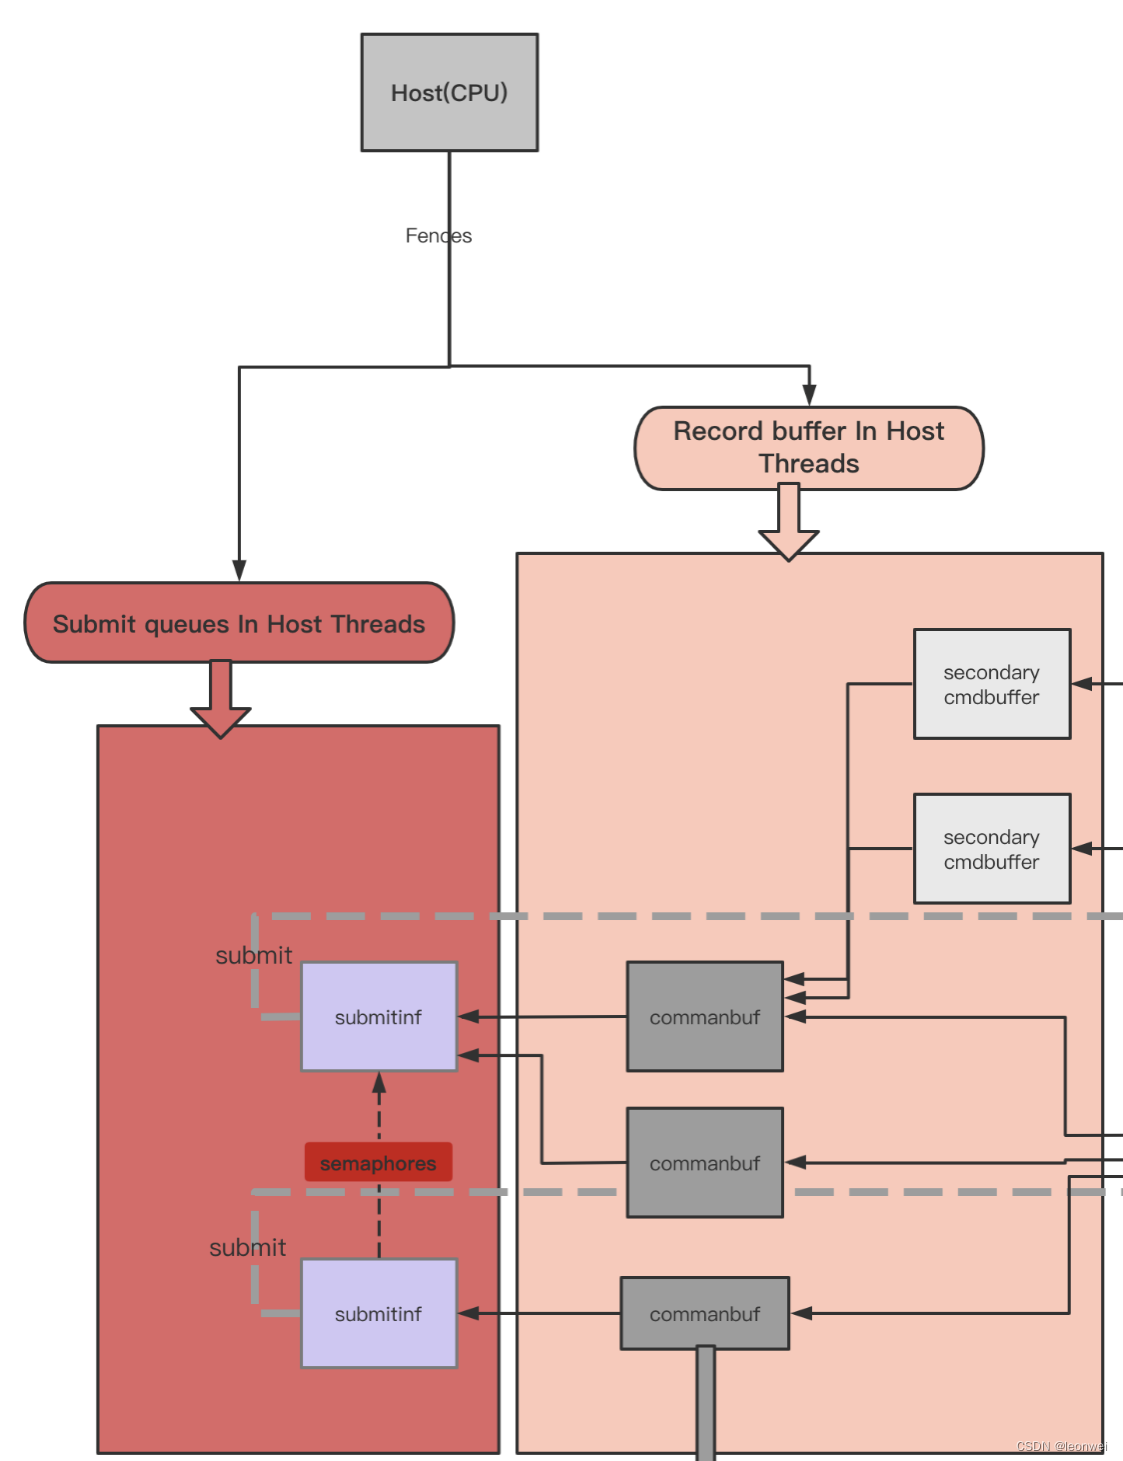 Host(CPU)
Fences
Record buffer In Host
Threads
Submit queues In Host Threads
secondary
cmdbuffer
secondary
cmdbuffer
submit
submitinf
commanbuf
semaphores
commanbuf
submit
submitinf
commanbuf
CSDN @leonwei